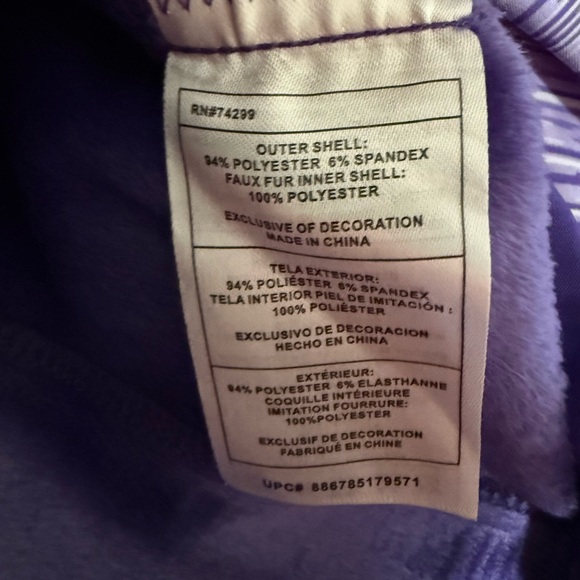 RN#74299
OUTER SHELL:
94% POLYESTER 6% SPANDEX
FAUX FUR INNER SHELL:
100% POLYESTER
EXCLUSIVE OF DECORATION
MADE IN CHINA
TELA EXTERIOR:
94% POLIÉSTER 6% SPANDEX
TELA INTERIOR PIEL DE IMITACIÓN :
100% POLIÉSTER
EXCLUSIVO DE DECORACION
HECHO EN CHINA
EXTÉRIEUR:
94% POLYESTER 6% ELASTHANNE
COQUILLE INTÉRIEURE
IMITATION FOURRURE:
100%POLYESTER
EXCLUSIF DE DECORATION
FABRIQUÉ EN CHINE
UPC# 886785179571